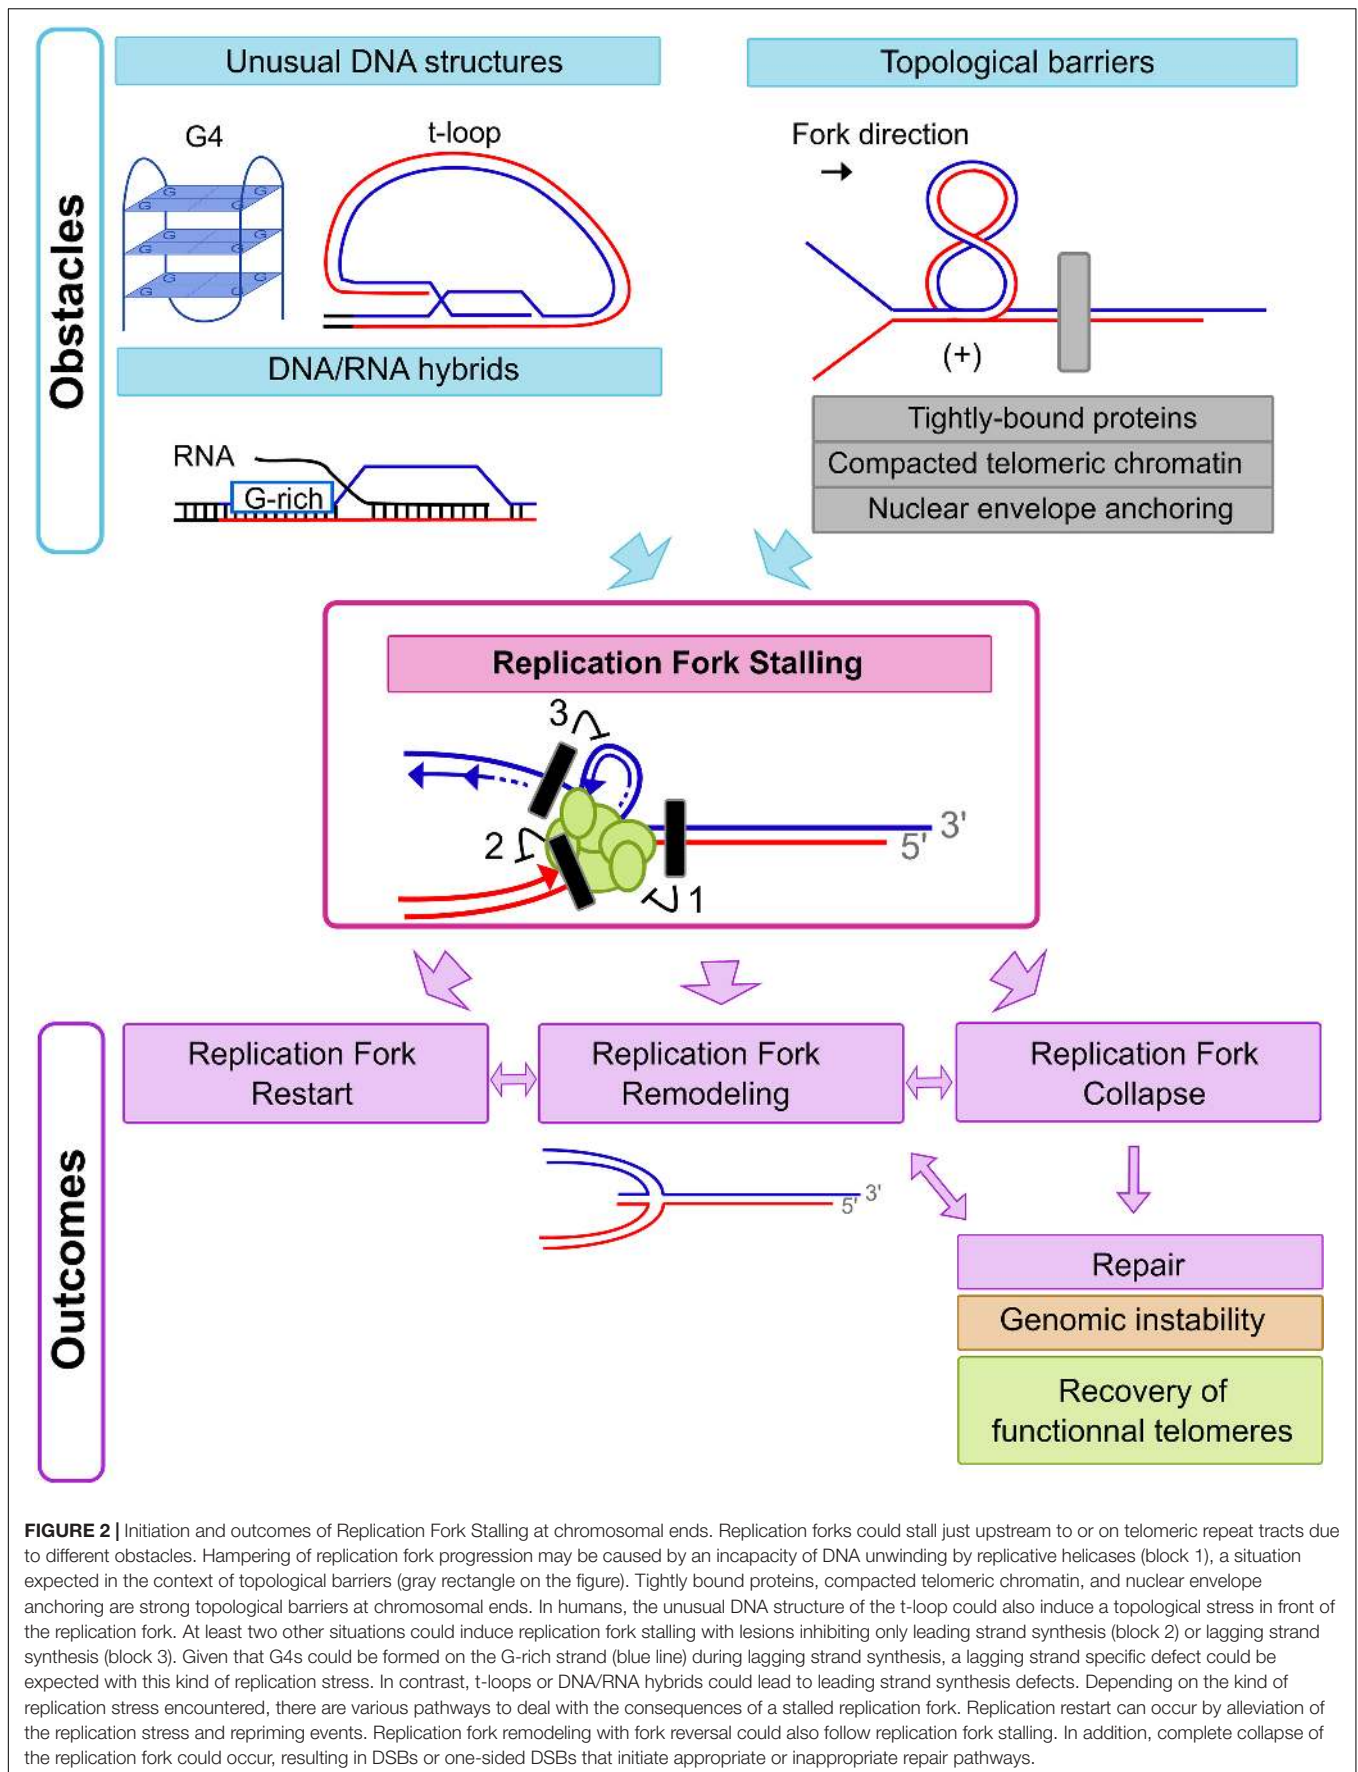 Obstacles
Unusual DNA structures
G4
G
G
G
G
G
G
G
G
G
t-loop
DNA/RNA hybrids
RNA
G-rich
Topological barriers
Fork direction
(+)
Tightly-bound proteins
Compacted telomeric chromatin
Nuclear envelope anchoring
Replication Fork Stalling
3
2
1
3'
5'
Outcomes
Replication Fork
Restart
Replication Fork
Remodeling
Replication Fork
Collapse
3'
5'
Repair
Genomic instability
Recovery of
functionnal telomeres
FIGURE 2 | Initiation and outcomes of Replication Fork Stalling at chromosomal ends. Replication forks could stall just upstream to or on telomeric repeat tracts due
to different obstacles. Hampering of replication fork progression may be caused by an incapacity of DNA unwinding by replicative helicases (block 1), a situation
expected in the context of topological barriers (gray rectangle on the figure). Tightly bound proteins, compacted telomeric chromatin, and nuclear envelope
anchoring are strong topological barriers at chromosomal ends. In humans, the unusual DNA structure of the t-loop could also induce a topological stress in front of
the replication fork. At least two other situations could induce replication fork stalling with lesions inhibiting only leading strand synthesis (block 2) or lagging strand
synthesis (block 3). Given that G4s could be formed on the G-rich strand (blue line) during lagging strand synthesis, a lagging strand specific defect could be
expected with this kind of replication stress. In contrast, t-loops or DNA/RNA hybrids could lead to leading strand synthesis defects. Depending on the kind of
replication stress encountered, there are various pathways to deal with the consequences of a stalled replication fork. Replication restart can occur by alleviation of
the replication stress and repriming events. Replication fork remodeling with fork reversal could also follow replication fork stalling. In addition, complete collapse of
the replication fork could occur, resulting in DSBs or one-sided DSBs that initiate appropriate or inappropriate repair pathways.